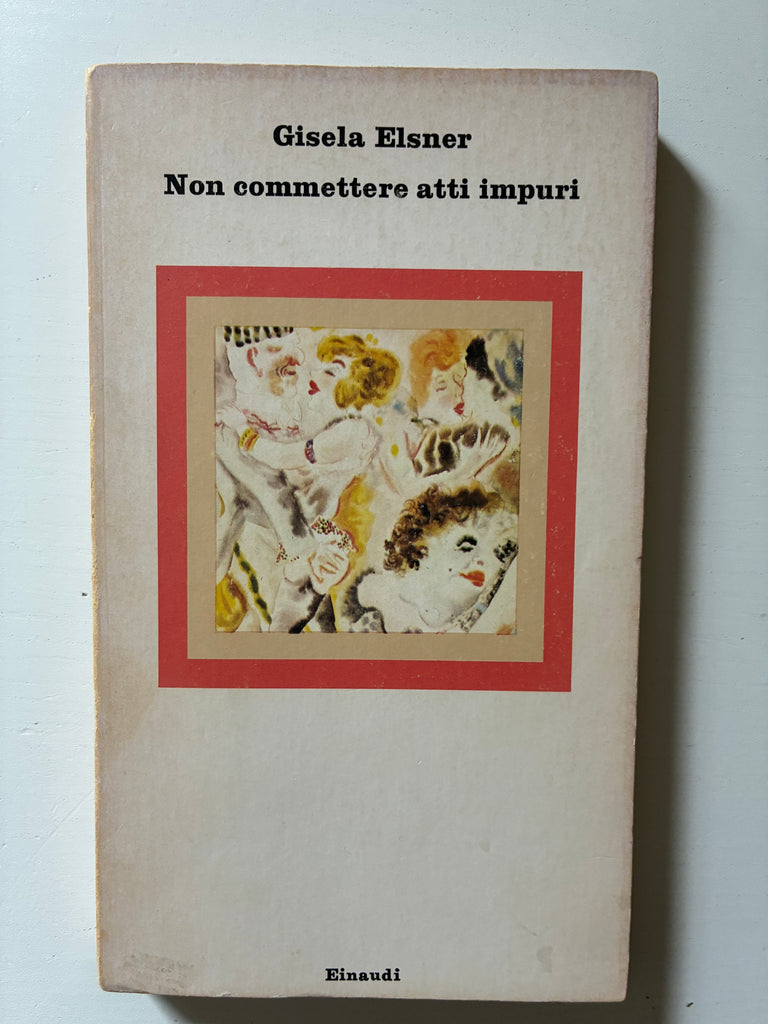 Gisela Elsner
Non commettere atti impuri
Einaudi